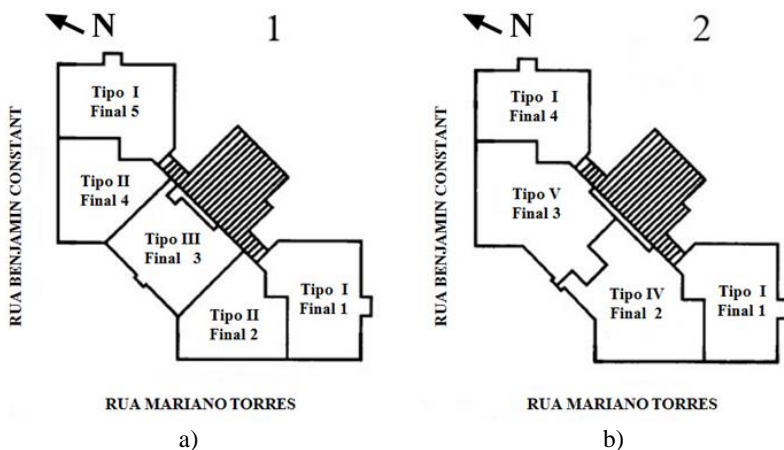 N
1
Tipo I
Final 5
Tipo II
Final 4
Tipo III
Final 3
Tipo II
Final 2
Tipo I
Final 1
RUA BENJAMIN CONSTANT
RUA MARIANO TORRES
a)
N
2
Tipo I
Final 4
Tipo V
Final 3
Tipo IV
Final 2
Tipo I
Final 1
RUA BENJAMIN CONSTANT
RUA MARIANO TORRES
b)